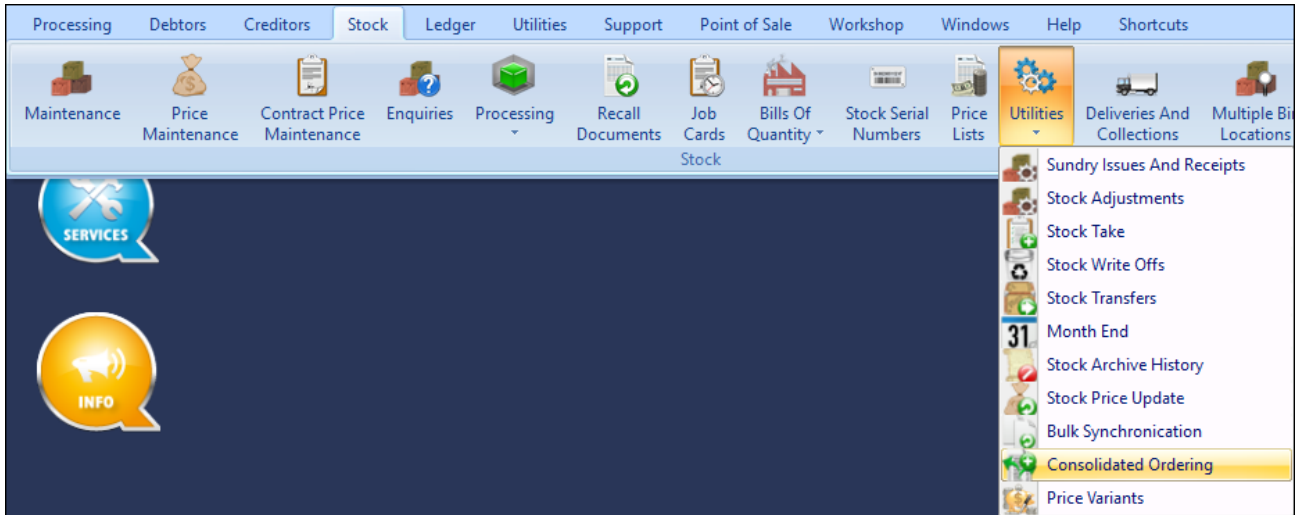 Processing Debtors Creditors Stock Ledger Utilities Support Point of Sale Workshop Windows Help Shortcuts
Maintenance Price Contract Price Enquiries Processing Recall Job Bills Of Stock Serial Price Utilities Deliveries And Multiple Bi
Maintenance Maintenance Documents Cards Quantity Numbers Lists Collections Locations
Stock
SERVICES
INFO
Sundry Issues And Receipts
Stock Adjustments
Stock Take
Stock Write Offs
Stock Transfers
31 Month End
Stock Archive History
Stock Price Update
Bulk Synchronication
Consolidated Ordering
Price Variants